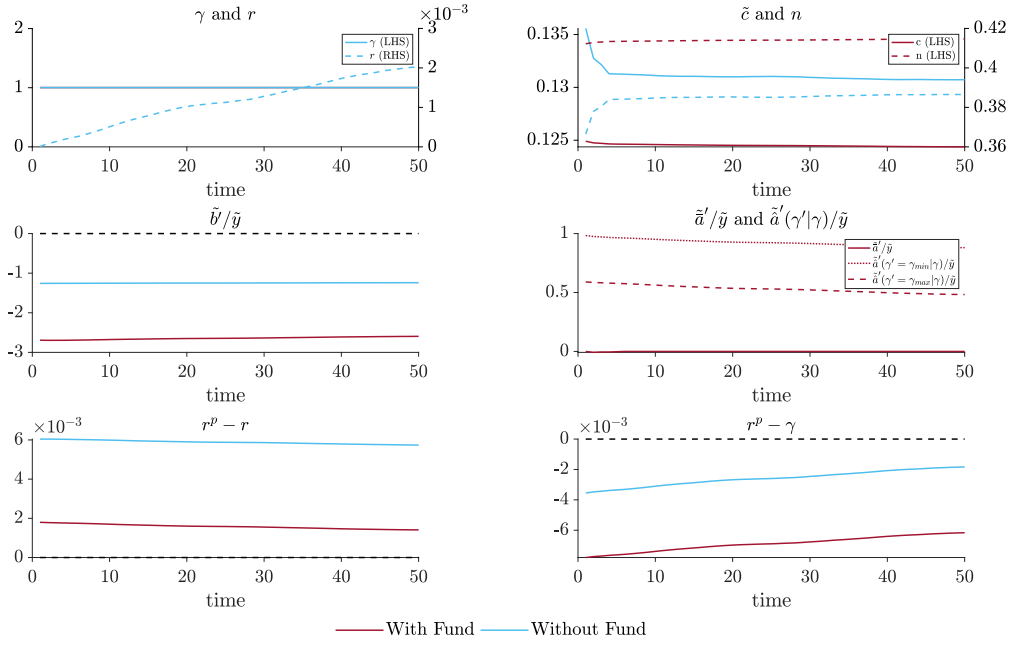 γ and r
×10⁻³
2
1
0
3
2
1
0
γ (LHS)
r (RHS)
0 10 20 30 40 50
time
c̃ and n
0.135
0.13
0.125
0.42
0.4
0.38
0.36
c (LHS)
n (LHS)
0 10 20 30 40 50
time
b̃′/ỹ
0
-1
-2
-3
0 10 20 30 40 50
time
ā̃′/ỹ and ã̂′(γ′|γ)/ỹ
1
0.5
0
ā̃′/ỹ
ã̂′(γ′ = γmin|γ)/ỹ
ã̂′(γ′ = γmax|γ)/ỹ
0 10 20 30 40 50
time
×10⁻³
rᵖ − r
6
4
2
0
0 10 20 30 40 50
time
×10⁻³
rᵖ − γ
0
-2
-4
-6
0 10 20 30 40 50
time
With Fund
Without Fund